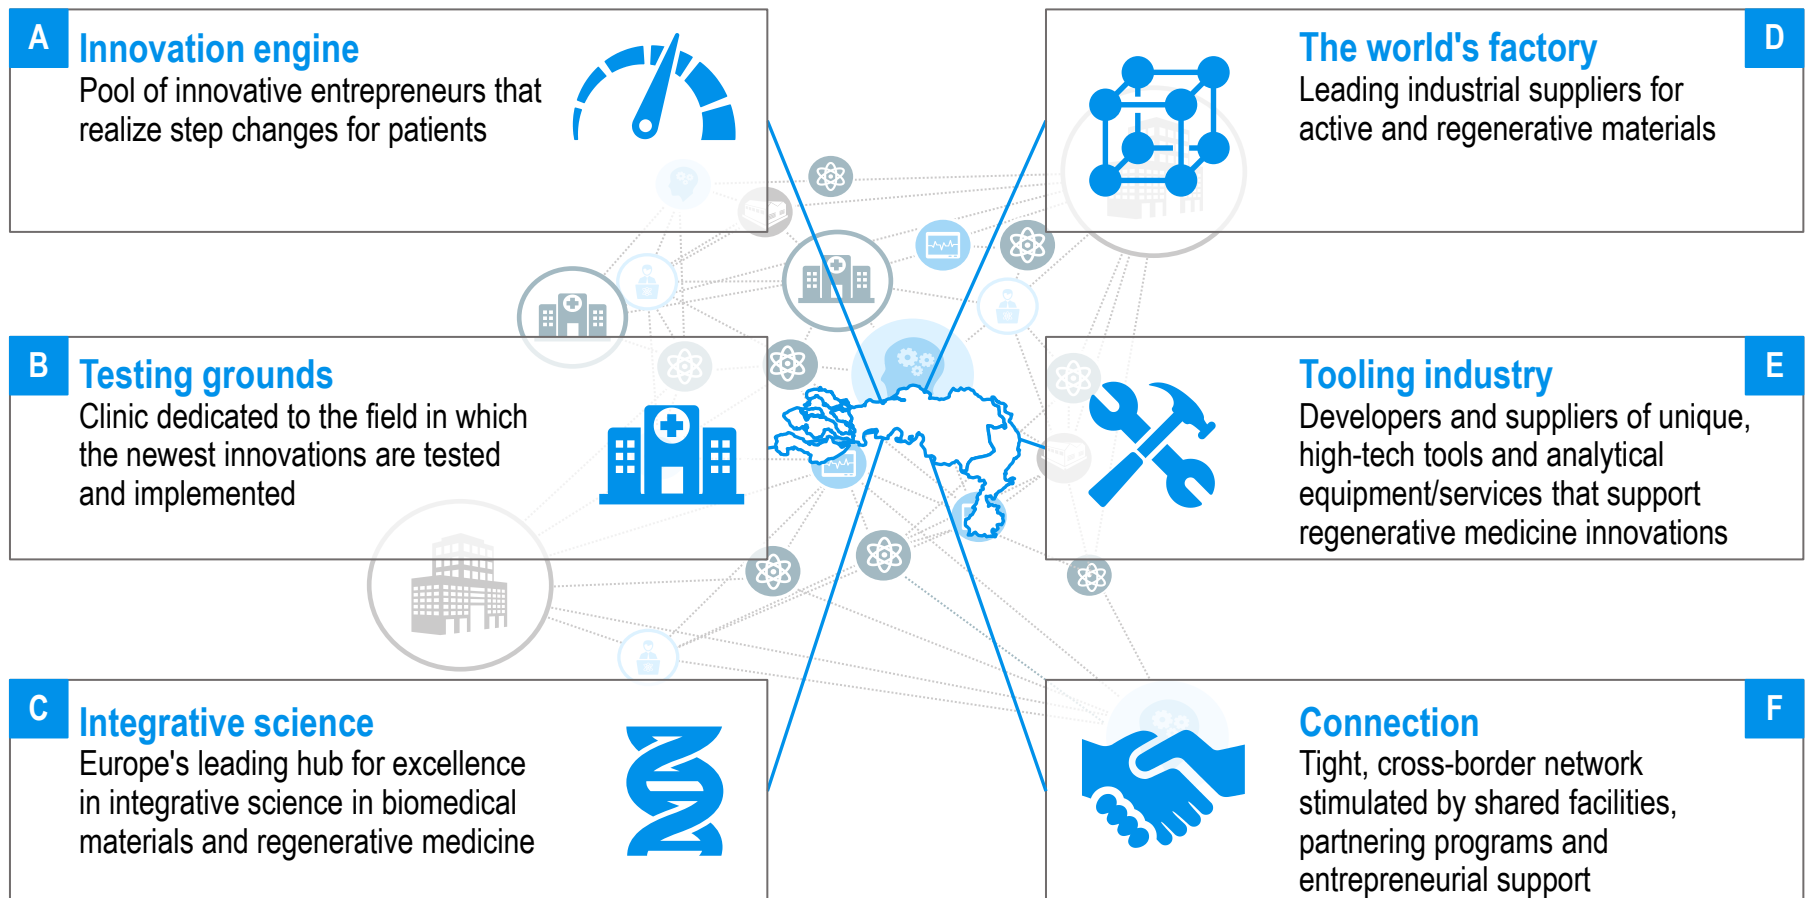 A
Innovation engine
Pool of innovative entrepreneurs that
realize step changes for patients
B
Testing grounds
Clinic dedicated to the field in which
the newest innovations are tested
and implemented
C
Integrative science
Europe's leading hub for excellence
in integrative science in biomedical
materials and regenerative medicine
D
The world's factory
Leading industrial suppliers for
active and regenerative materials
E
Tooling industry
Developers and suppliers of unique,
high-tech tools and analytical
equipment/services that support
regenerative medicine innovations
F
Connection
Tight, cross-border network
stimulated by shared facilities,
partnering programs and
entrepreneurial support